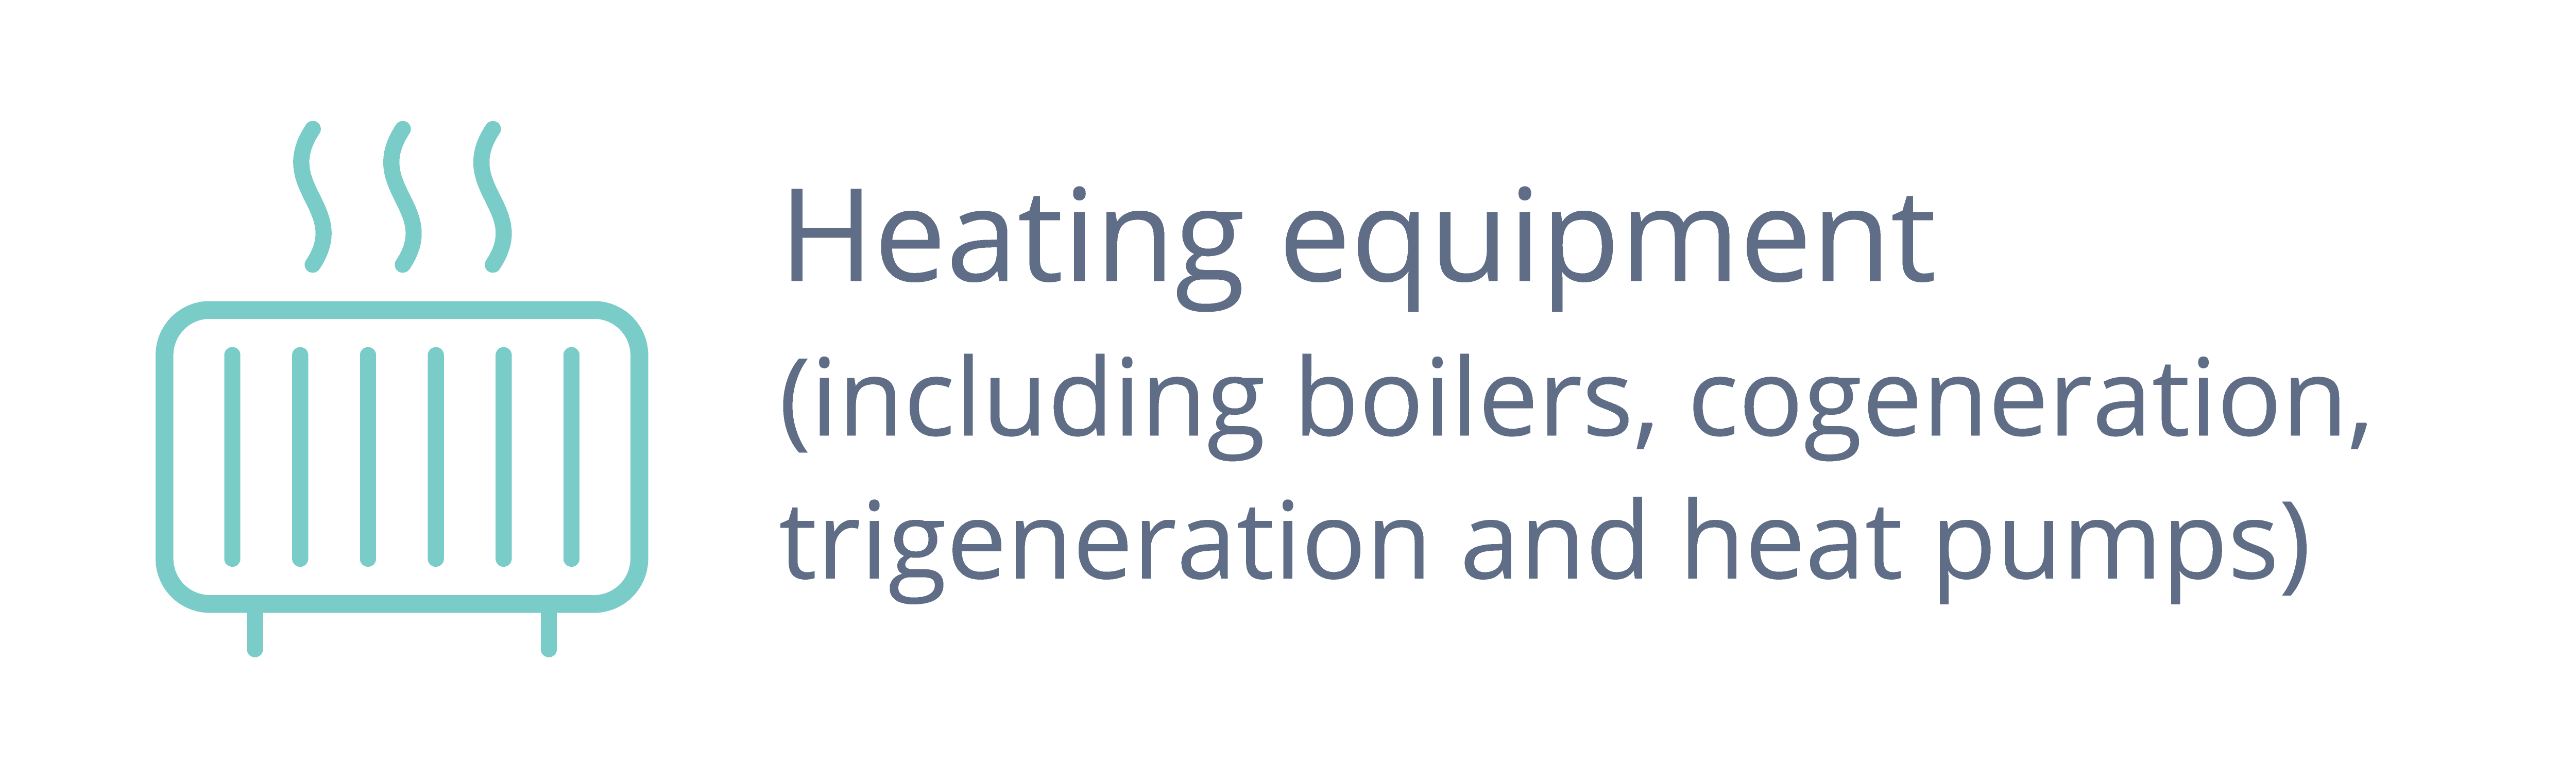 Heating equipment
(including boilers, cogeneration,
trigeneration and heat pumps)